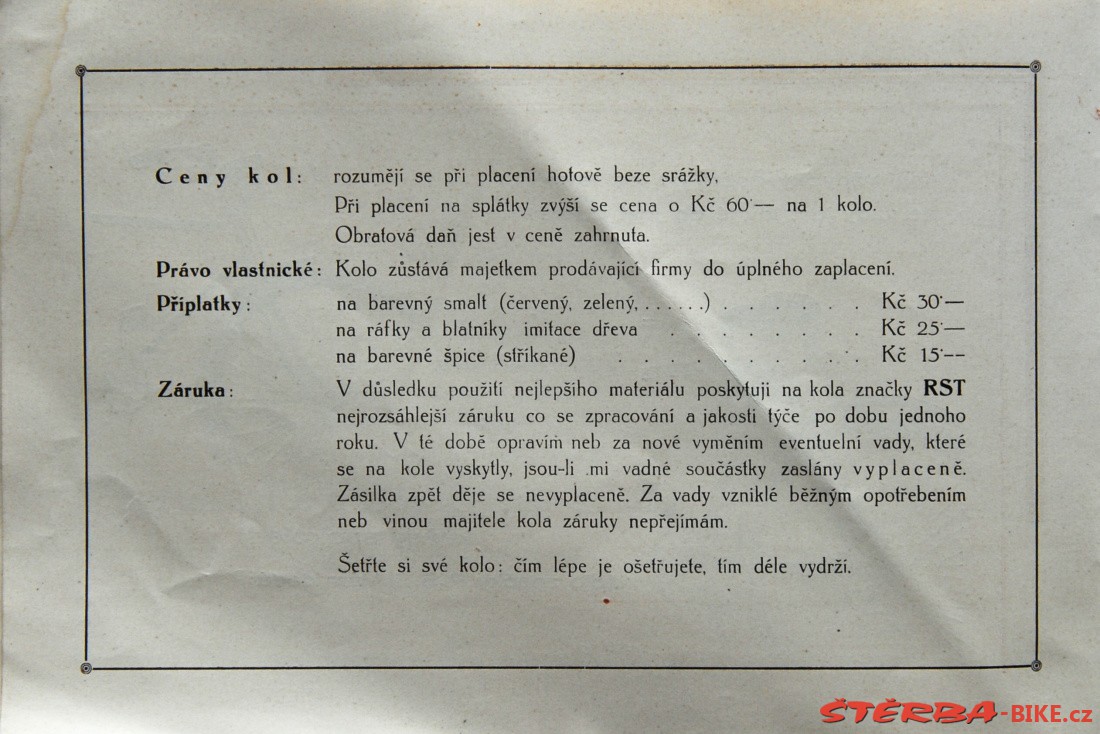 Ceny kol: rozumějí se při placení hotově beze srážky,
Při placení na splátky zvýší se cena o Kč 60·— na 1 kolo.
Obratová daň jest v ceně zahrnuta.
Právo vlastnické: Kolo zůstává majetkem prodávající firmy do úplného zaplacení.
Příplatky: na barevný smalt (červený, zelený, . . . . . .) . . . . . . Kč 30·—
na ráfky a blatníky imitace dřeva . . . . . . . . Kč 25·—
na barevné špice (stříkané) . . . . . . . . . . Kč 15·—
Záruka: V důsledku použití nejlepšího materiálu poskytuji na kola značky RST
nejrozsáhlejší záruku co se zpracování a jakosti týče po dobu jednoho
roku. V té době opravím neb za nové vyměním eventuelní vady, které
se na kole vyskytly, jsou-li mi vadné součástky zaslány vyplaceně.
Zásilka zpět děje se nevyplaceně. Za vady vzniklé běžným opotřebením
neb vinou majitele kola záruky nepřejímám.
Šetřte si své kolo: čím lépe je ošetřujete, tím déle vydrží.
ŠTĚRBA-BIKE.cz